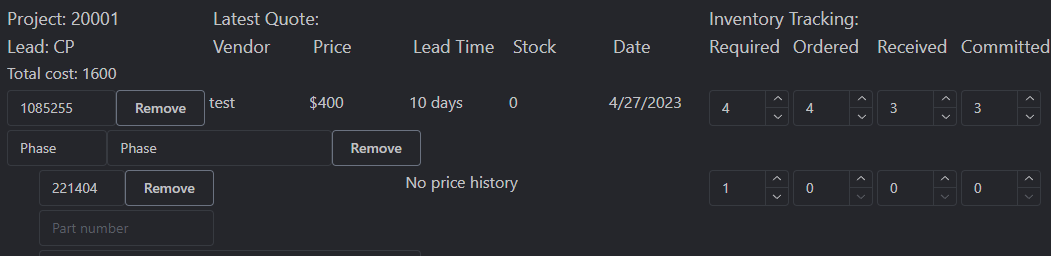 Project: 20001 Latest Quote: Inventory Tracking:
Lead: CP Vendor Price Lead Time Stock Date Required Ordered Received Committed
Total cost: 1600
1085255 Remove test $400 10 days 0 4/27/2023 4 4 3 3
Phase Phase Remove
221404 Remove No price history 1 0 0 0
Part number